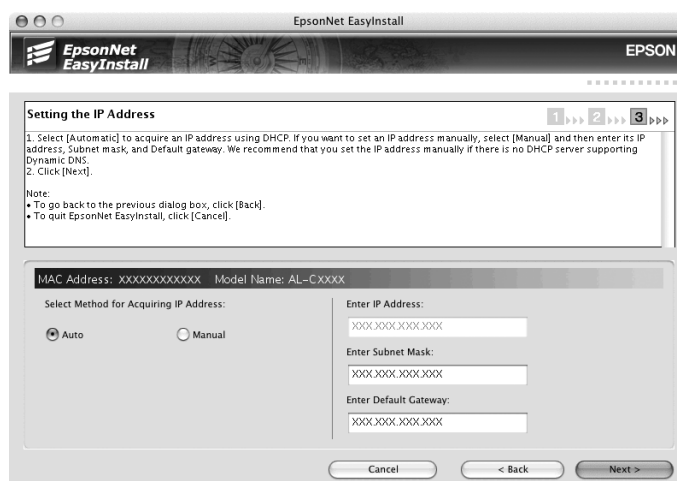 EpsonNet EasyInstall
EpsonNet
EasyInstall
EPSON
Setting the IP Address
1 2 3
1. Select [Automatic] to acquire an IP address using DHCP. If you want to set an IP address manually, select [Manual] and then enter its IP
address, Subnet mask, and Default gateway. We recommend that you set the IP address manually if there is no DHCP server supporting
Dynamic DNS.
2. Click [Next].
Note:
• To go back to the previous dialog box, click [Back].
• To quit EpsonNet EasyInstall, click [Cancel].
MAC Address: XXXXXXXXXXXX Model Name: AL-CXXXX
Select Method for Acquiring IP Address:
Auto
Manual
Enter IP Address:
XXX.XXX.XXX.XXX
Enter Subnet Mask:
XXX.XXX.XXX.XXX
Enter Default Gateway:
XXX.XXX.XXX.XXX
Cancel
< Back
Next >